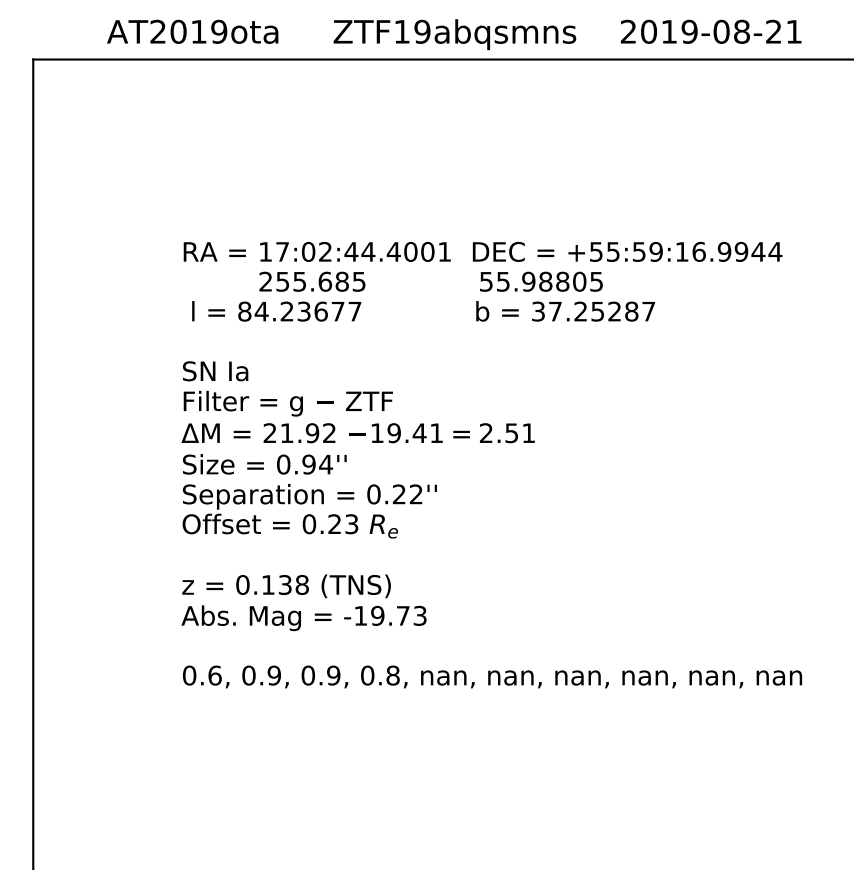 AT2019ota ZTF19abqsmns 2019-08-21
RA = 17:02:44.4001 DEC = +55:59:16.9944
255.685 55.98805
l = 84.23677 b = 37.25287
SN Ia
Filter = g − ZTF
ΔM = 21.92 −19.41 = 2.51
Size = 0.94''
Separation = 0.22''
Offset = 0.23 Re
z = 0.138 (TNS)
Abs. Mag = -19.73
0.6, 0.9, 0.9, 0.8, nan, nan, nan, nan, nan, nan